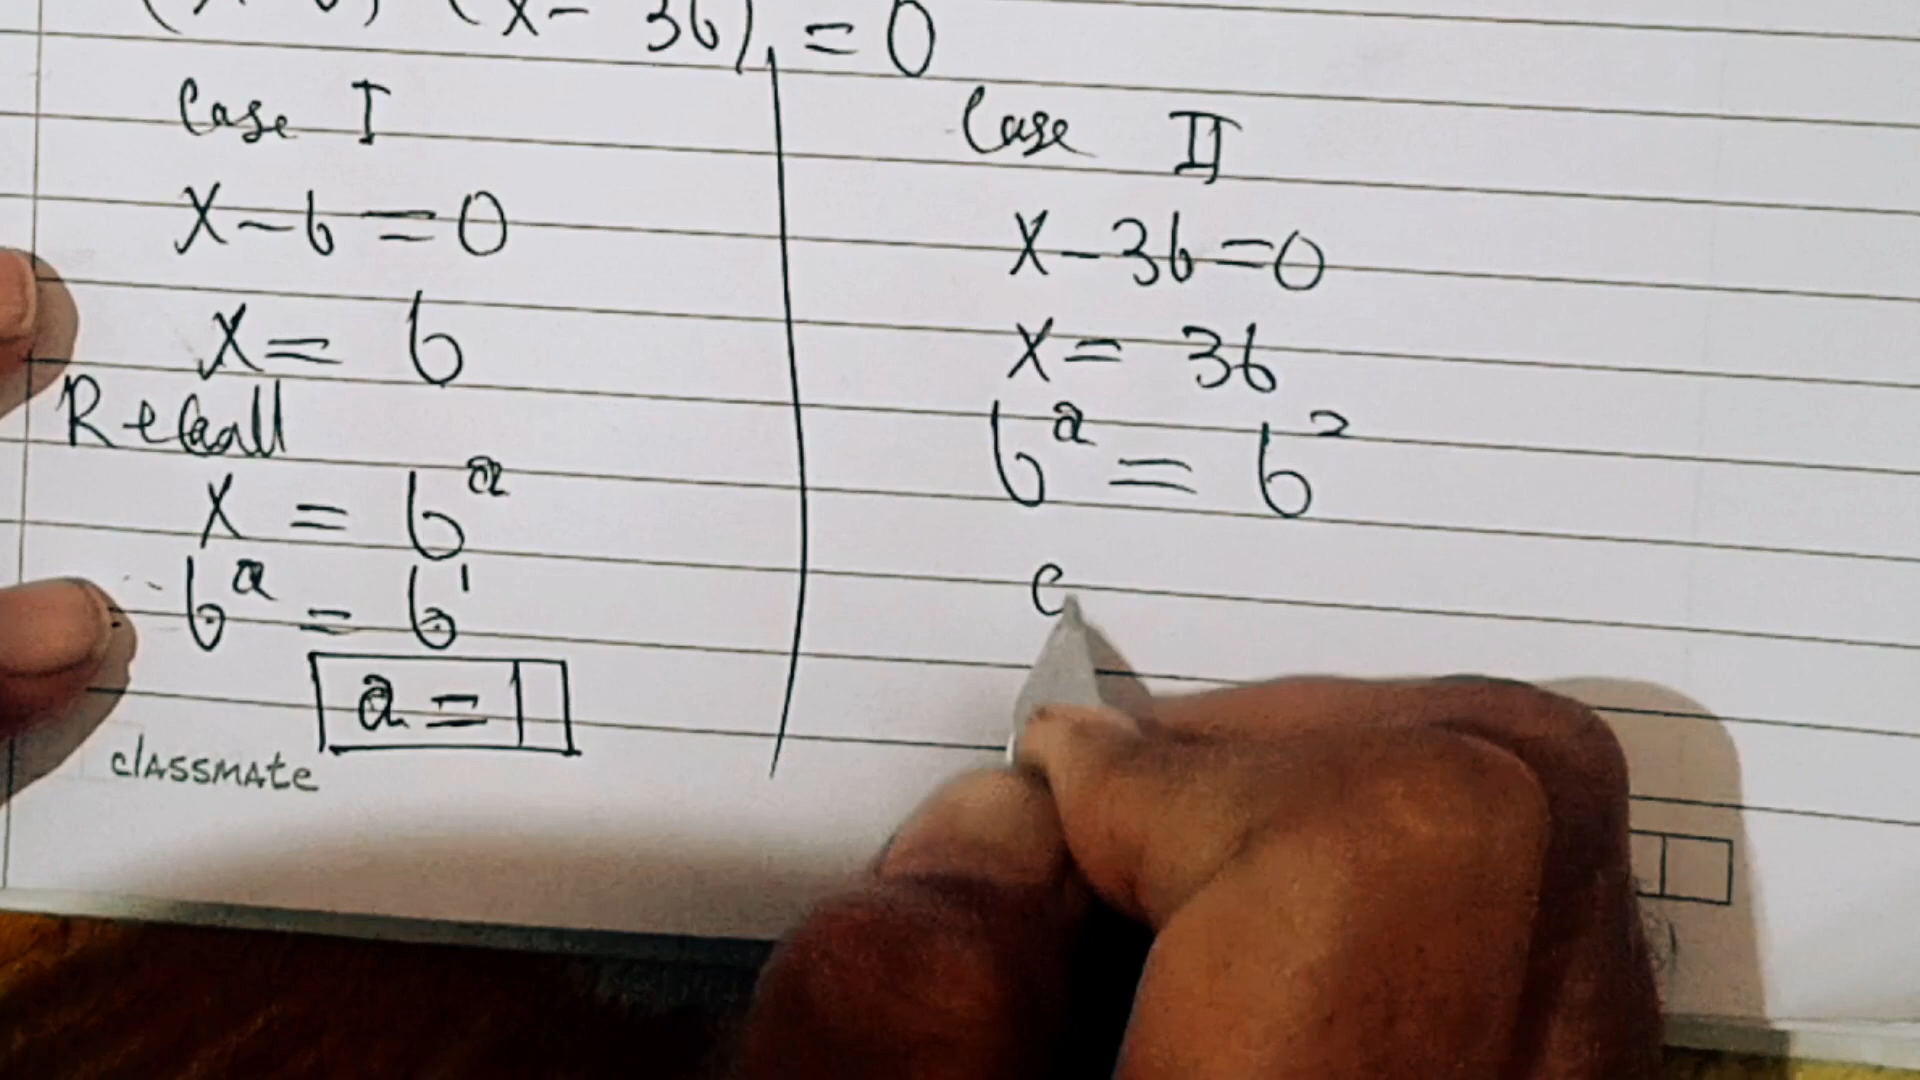 (x-6) (x-36) = 0
Case I
x-6=0
x= 6
Recall
x = 6^a
6^a = 6^1
a=1
classmate
Case II
x-36=0
x= 36
6^a = 6^2